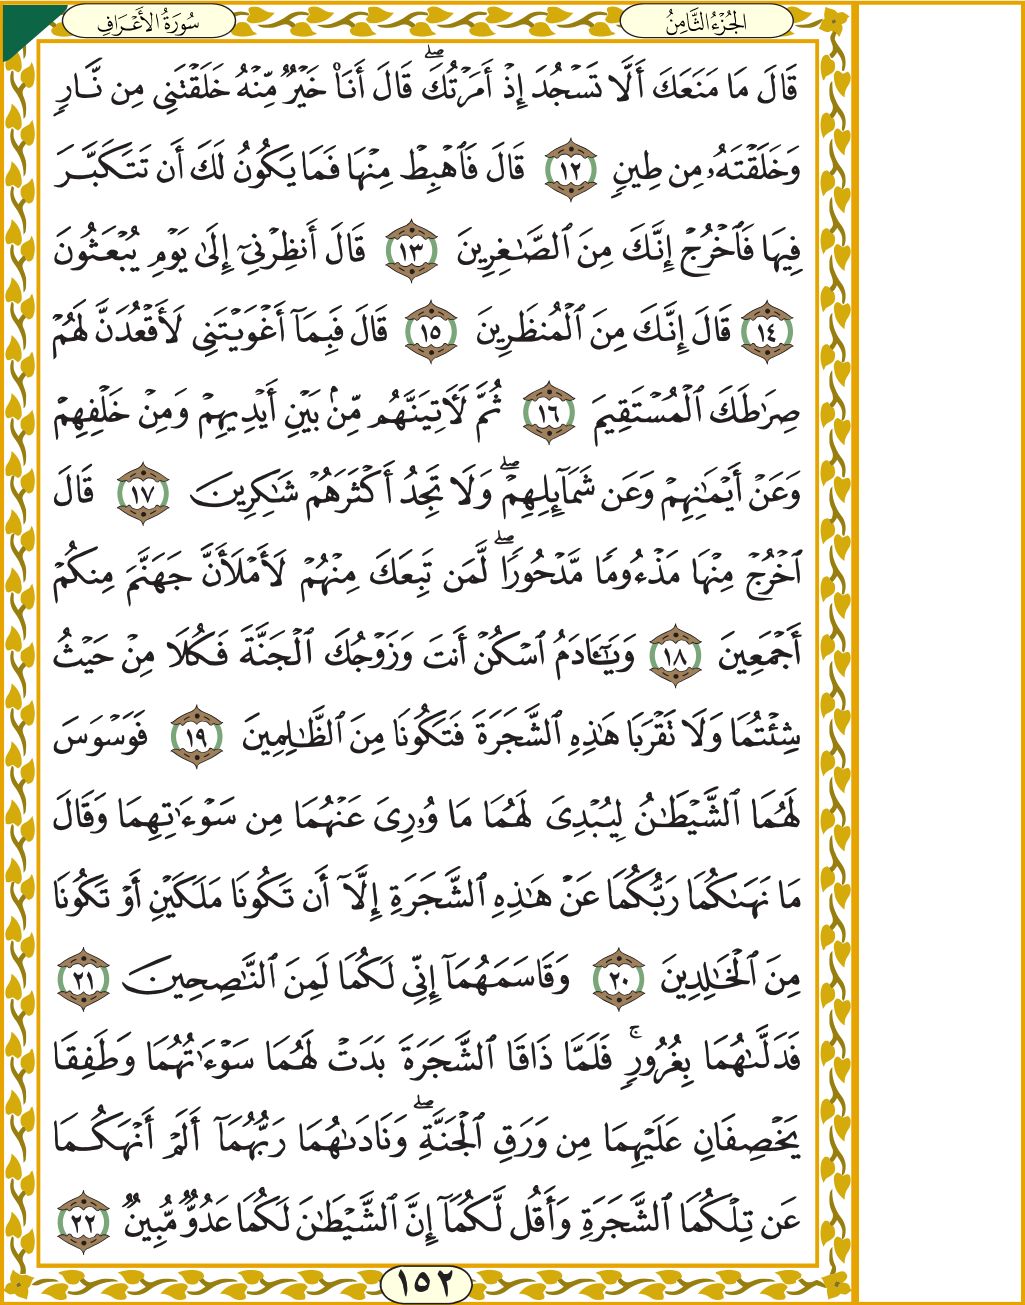 الجُزْءُ الثَّامِنُ
سُورَةُ الأَعْرَافِ
قَالَ مَا مَنَعَكَ أَلَّا تَسْجُدَ إِذْ أَمَرْتُكَۖ قَالَ أَنَا۠ خَيْرٌ مِّنْهُ خَلَقْتَنِى مِن نَّارٍ
وَخَلَقْتَهُۥ مِن طِينٍ ١٢ قَالَ فَٱهْبِطْ مِنْهَا فَمَا يَكُونُ لَكَ أَن تَتَكَبَّرَ
فِيهَا فَٱخْرُجْ إِنَّكَ مِنَ ٱلصَّٰغِرِينَ ١٣ قَالَ أَنظِرْنِىٓ إِلَىٰ يَوْمِ يُبْعَثُونَ
١٤ قَالَ إِنَّكَ مِنَ ٱلْمُنظَرِينَ ١٥ قَالَ فَبِمَآ أَغْوَيْتَنِى لَأَقْعُدَنَّ لَهُمْ
صِرَٰطَكَ ٱلْمُسْتَقِيمَ ١٦ ثُمَّ لَـَٔاتِيَنَّهُم مِّنۢ بَيْنِ أَيْدِيهِمْ وَمِنْ خَلْفِهِمْ
وَعَنْ أَيْمَٰنِهِمْ وَعَن شَمَآئِلِهِمْۖ وَلَا تَجِدُ أَكْثَرَهُمْ شَٰكِرِينَ ١٧ قَالَ
ٱخْرُجْ مِنْهَا مَذْءُومًا مَّدْحُورًاۖ لَّمَن تَبِعَكَ مِنْهُمْ لَأَمْلَأَنَّ جَهَنَّمَ مِنكُمْ
أَجْمَعِينَ ١٨ وَيَٰٓـَٔادَمُ ٱسْكُنْ أَنتَ وَزَوْجُكَ ٱلْجَنَّةَ فَكُلَا مِنْ حَيْثُ
شِئْتُمَا وَلَا تَقْرَبَا هَٰذِهِ ٱلشَّجَرَةَ فَتَكُونَا مِنَ ٱلظَّٰلِمِينَ ١٩ فَوَسْوَسَ
لَهُمَا ٱلشَّيْطَٰنُ لِيُبْدِىَ لَهُمَا مَا وُۥرِىَ عَنْهُمَا مِن سَوْءَٰتِهِمَا وَقَالَ
مَا نَهَىٰكُمَا رَبُّكُمَا عَنْ هَٰذِهِ ٱلشَّجَرَةِ إِلَّآ أَن تَكُونَا مَلَكَيْنِ أَوْ تَكُونَا
مِنَ ٱلْخَٰلِدِينَ ٢٠ وَقَاسَمَهُمَآ إِنِّى لَكُمَا لَمِنَ ٱلنَّٰصِحِينَ ٢١
فَدَلَّىٰهُمَا بِغُرُورٍۚ فَلَمَّا ذَاقَا ٱلشَّجَرَةَ بَدَتْ لَهُمَا سَوْءَٰتُهُمَا وَطَفِقَا
يَخْصِفَانِ عَلَيْهِمَا مِن وَرَقِ ٱلْجَنَّةِۖ وَنَادَىٰهُمَا رَبُّهُمَآ أَلَمْ أَنْهَكُمَا
عَن تِلْكُمَا ٱلشَّجَرَةِ وَأَقُل لَّكُمَآ إِنَّ ٱلشَّيْطَٰنَ لَكُمَا عَدُوٌّ مُّبِينٌ ٢٢
١٥٢